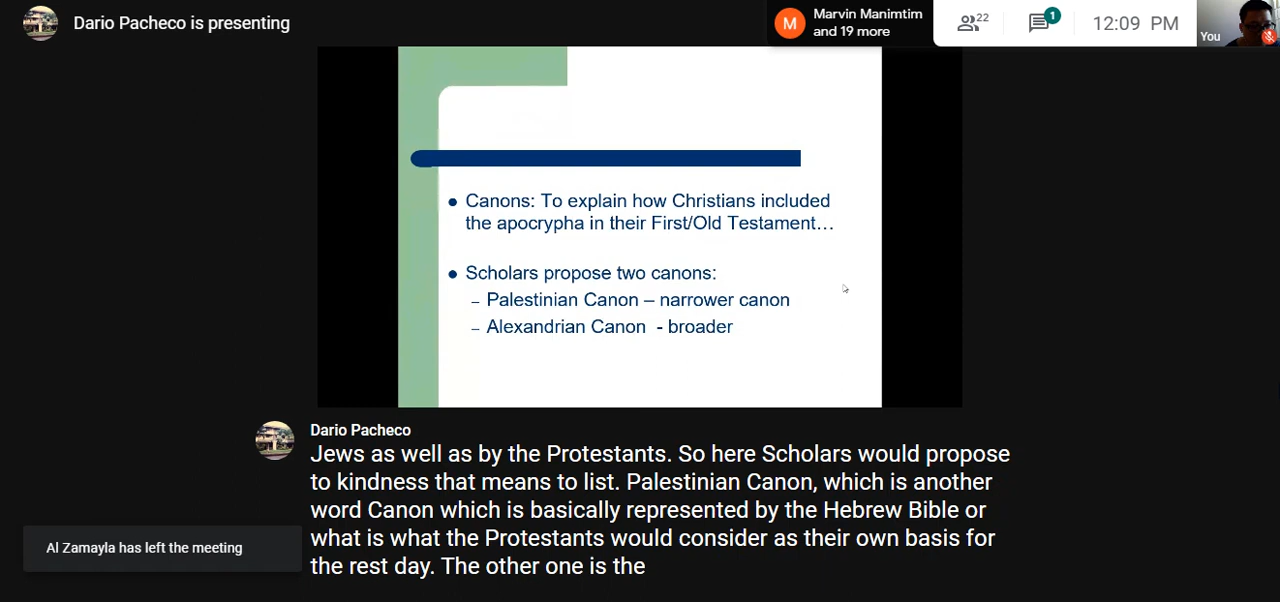 Dario Pacheco is presenting
M
Marvin Manimtim
and 19 more
22
1
12:09 PM
You
• Canons: To explain how Christians included
the apocrypha in their First/Old Testament…
• Scholars propose two canons:
– Palestinian Canon – narrower canon
– Alexandrian Canon - broader
Dario Pacheco
Jews as well as by the Protestants. So here Scholars would propose
to kindness that means to list. Palestinian Canon, which is another
word Canon which is basically represented by the Hebrew Bible or
what is what the Protestants would consider as their own basis for
the rest day. The other one is the
Al Zamayla has left the meeting